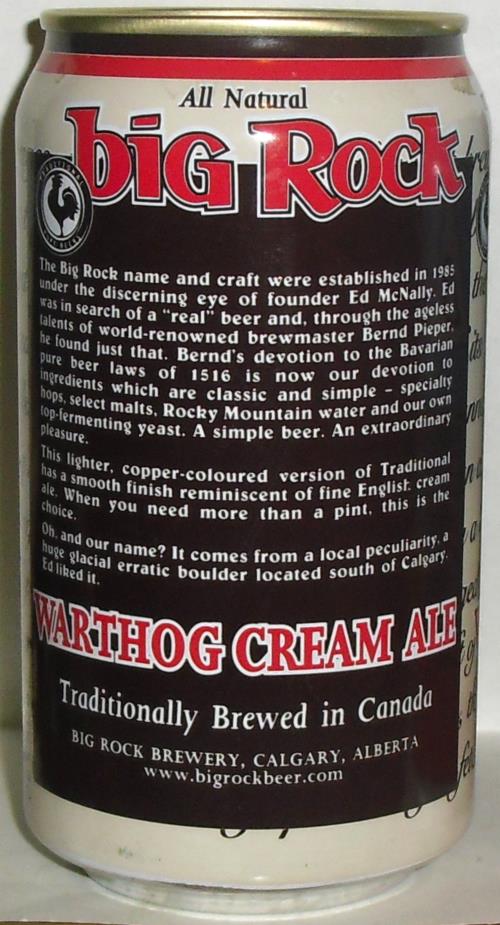 All Natural
big Rock
The Big Rock name and craft were established in 1985
under the discerning eye of founder Ed McNally. Ed
was in search of a "real" beer and, through the ageless
talents of world-renowned brewmaster Bernd Pieper,
he found just that. Bernd's devotion to the Bavarian
pure beer laws of 1516 is now our devotion to
ingredients which are classic and simple - specialty
hops, select malts, Rocky Mountain water and our own
top-fermenting yeast. A simple beer. An extraordinary
pleasure.
This lighter, copper-coloured version of Traditional
has a smooth finish reminiscent of fine English cream
ale. When you need more than a pint, this is the
choice.
Oh, and our name? It comes from a local peculiarity, a
huge glacial erratic boulder located south of Calgary.
Ed liked it.
WARTHOG CREAM ALE
Traditionally Brewed in Canada
BIG ROCK BREWERY, CALGARY, ALBERTA
www.bigrockbeer.com